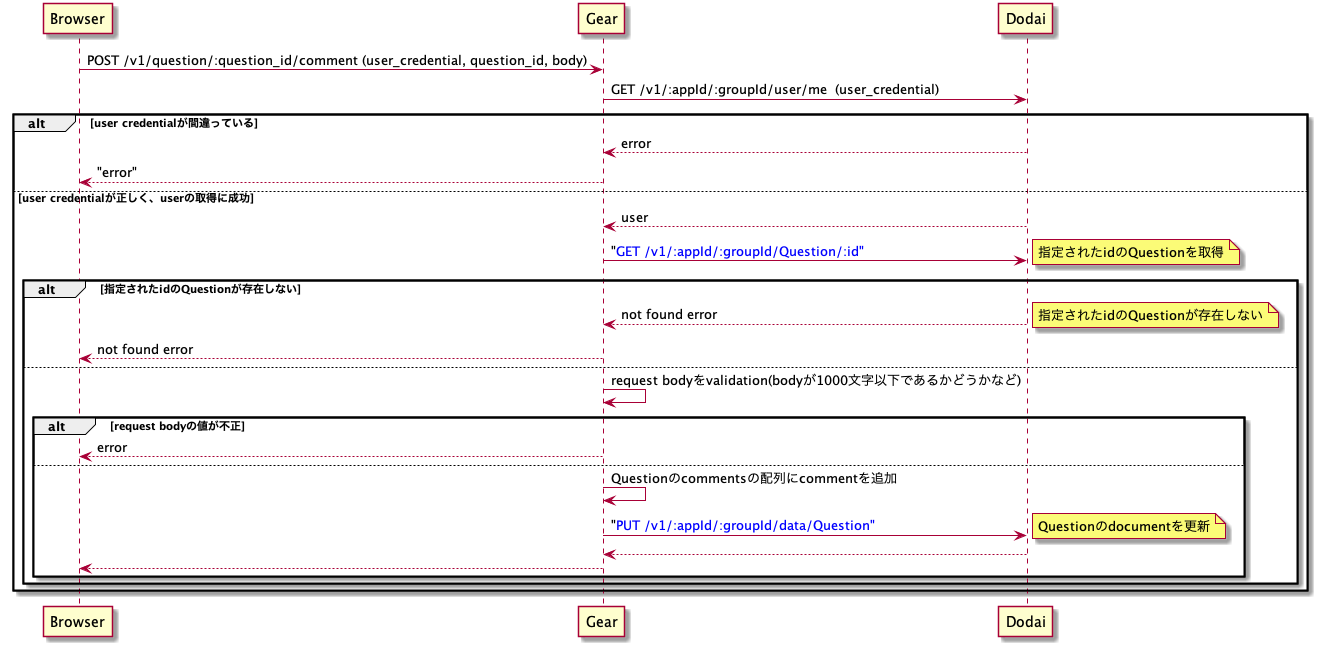 Browser Gear Dodai
POST /v1/question/:question_id/comment (user_credential, question_id, body)
GET /v1/:appId/:groupId/user/me (user_credential)
alt [user credentialが間違っている]
error
"error"
[user credentialが正しく、userの取得に成功]
user
"GET /v1/:appId/:groupId/Question/:id" 指定されたidのQuestionを取得
alt [指定されたidのQuestionが存在しない]
not found error 指定されたidのQuestionが存在しない
not found error
request bodyをvalidation(bodyが1000文字以下であるかどうかなど)
alt [request bodyの値が不正]
error
Questionのcommentsの配列にcommentを追加
"PUT /v1/:appId/:groupId/data/Question" Questionのdocumentを更新
Browser Gear Dodai